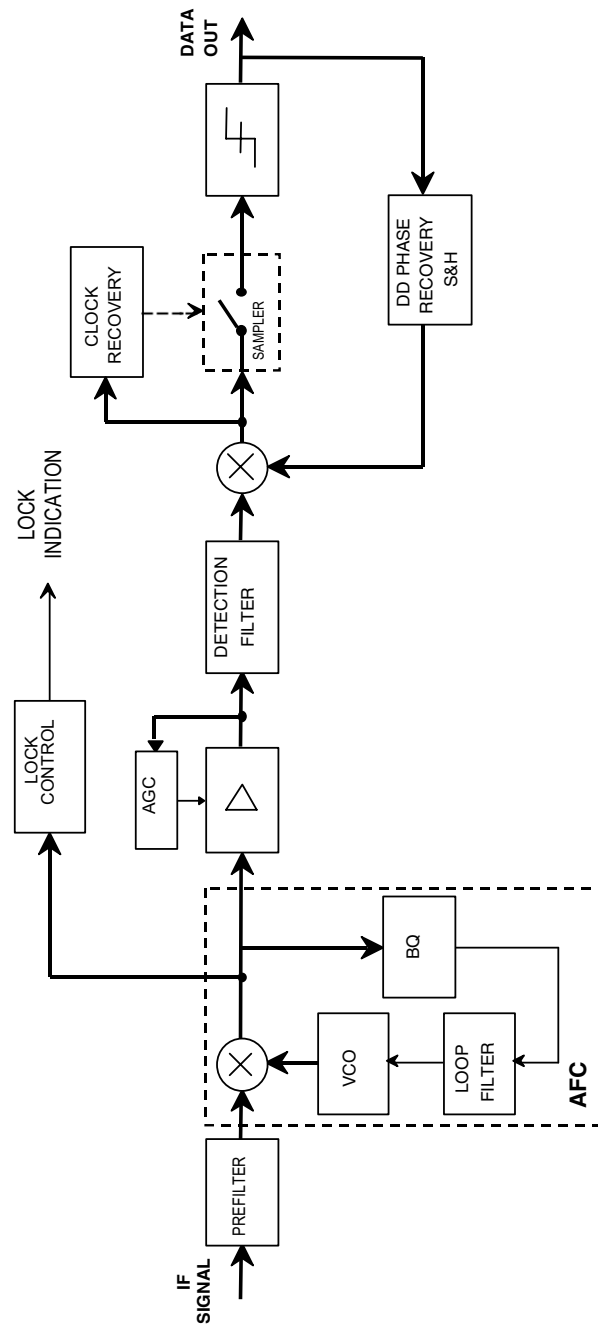 IF
SIGNAL
PREFILTER
VCO
LOOP
FILTER
BQ
AFC
LOCK
CONTROL
LOCK
INDICATION
AGC
DETECTION
FILTER
CLOCK
RECOVERY
SAMPLER
DD PHASE
RECOVERY
S&H
DATA
OUT